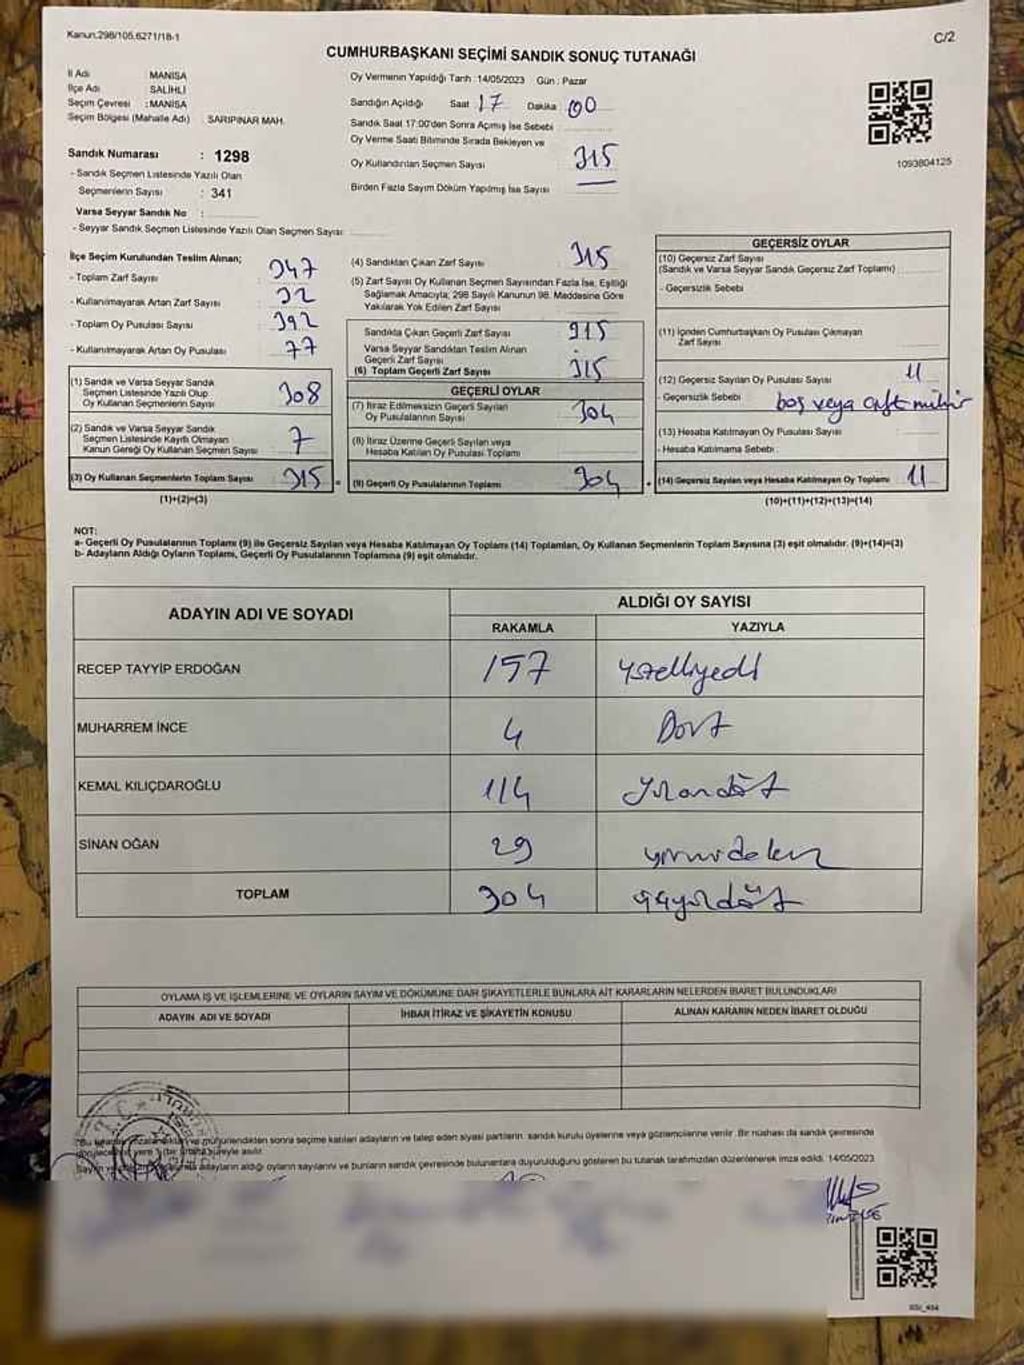 Kanun:298/105,6271/18-1
C/2
CUMHURBAŞKANI SEÇİMİ SANDIK SONUÇ TUTANAĞI
İl Adı MANİSA
İlçe Adı SALİHLİ
Seçim Çevresi :MANİSA
Seçim Bölgesi (Mahalle Adı) : SARIPINAR MAH.
Sandık Numarası : 1298
- Sandık Seçmen Listesinde Yazılı Olan
Seçmenlerin Sayısı : 341
Varsa Seyyar Sandık No :
- Seyyar Sandık Seçmen Listesinde Yazılı Olan Seçmen Sayısı:
Oy Vermenin Yapıldığı Tarih :14/05/2023 Gün : Pazar
Sandığın Açıldığı Saat 17 Dakika 00
Sandık Saat 17:00'den Sonra Açımış İse Sebebi
Oy Verme Saati Bitiminde Sırada Bekleyen ve
Oy Kullandırılan Seçmen Sayısı 315
Birden Fazla Sayım Döküm Yapılmış İse Sayısı
1093804125
İlçe Seçim Kurulundan Teslim Alınan;
- Toplam Zarf Sayısı : 347
- Kullanılmayarak Artan Zarf Sayısı : 32
- Toplam Oy Pusulası Sayısı : 392
- Kullanılmayarak Artan Oy Pusulası : 77
(1) Sandık ve Varsa Seyyar Sandık
Seçmen Listesinde Yazılı Olup
Oy Kullanan Seçmenlerin Sayısı : 308
(2) Sandık ve Varsa Seyyar Sandık
Seçmen Listesinde Kayıtlı Olmayan
Kanun Gereği Oy Kullanan Seçmen Sayısı : 7
(3) Oy Kullanan Seçmenlerin Toplam Sayısı : 315
(1)+(2)=(3)
(4) Sandıktan Çıkan Zarf Sayısı : 315
(5) Zarf Sayısı Oy Kullanan Seçmen Sayısından Fazla İse, Eşitliği
Sağlamak Amacıyla; 298 Sayılı Kanunun 98. Maddesine Göre
Yakılarak Yok Edilen Zarf Sayısı :
Sandıkta Çıkan Geçerli Zarf Sayısı : 315
Varsa Seyyar Sandıktan Teslim Alınan
Geçerli Zarf Sayısı
(6) Toplam Geçerli Zarf Sayısı : 315
GEÇERLİ OYLAR
(7) İtiraz Edilmeksizin Geçerli Sayılan
Oy Pusulasının Sayısı : 304
(8) İtiraz Üzerine Geçerli Sayılan veya
Hesaba Katılan Oy Pusulası Toplamı
(9) Geçerli Oy Pusulalarının Toplamı : 304
GEÇERSİZ OYLAR
(10) Geçersiz Zarf Sayısı
(Sandık ve Varsa Seyyar Sandık Geçersiz Zarf Toplamı)
- Geçersizlik Sebebi
(11) İçinden Cumhurbaşkanı Oy Pusulası Çıkmayan
Zarf Sayısı
(12) Geçersiz Sayılan Oy Pusulası Sayısı : 11
- Geçersizlik Sebebi : boş veya çift mühür
(13) Hesaba Katılmayan Oy Pusulası Sayısı :
- Hesaba Katılmama Sebebi :
(14) Geçersiz Sayılan veya Hesaba Katılmayan Oy Toplamı : 11
(10)+(11)+(12)+(13)=(14)
NOT:
a- Geçerli Oy Pusulalarının Toplamı (9) ile Geçersiz Sayılan veya Hesaba Katılmayan Oy Toplamı (14) Toplamları, Oy Kullanan Seçmenlerin Toplam Sayısına (3) eşit olmalıdır. (9)+(14)=(3)
b- Adayların Aldığı Oyların Toplamı, Geçerli Oy Pusulalarının Toplamına (9) eşit olmalıdır.
ADAYIN ADI VE SOYADI ALDIĞI OY SAYISI
RAKAMLA YAZIYLA
RECEP TAYYİP ERDOĞAN 157 yüzelliyedi
MUHARREM İNCE 4 Dört
KEMAL KILIÇDAROĞLU 114 yüzondört
SİNAN OĞAN 29 yirmidokuz
TOPLAM 304 üçyüzdört
OYLAMA İŞ VE İŞLEMLERİNE VE OYLARIN SAYIM VE DÖKÜMÜNE DAİR ŞİKAYETLERLE BUNLARA AİT KARARLARIN NELERDEN İBARET BULUNDUKLARI
ADAYIN ADI VE SOYADI İHBAR İTİRAZ VE ŞİKAYETİN KONUSU ALINAN KARARIN NEDEN İBARET OLDUĞU
mühürlendikten sonra seçime katılan adayların ve talep eden siyasi partilerin sandık kurulu üyelerine veya gözlemcilerine verilir. Bir nüshası da sandık çevresinde
süreyle asılır.
adayların aldığı oyların sayılarını ve bunların sandık çevresinde bulunanlara duyurulduğunu gösteren bu tutanak tarafımızdan düzenlenerek imza edildi. 14/05/2023